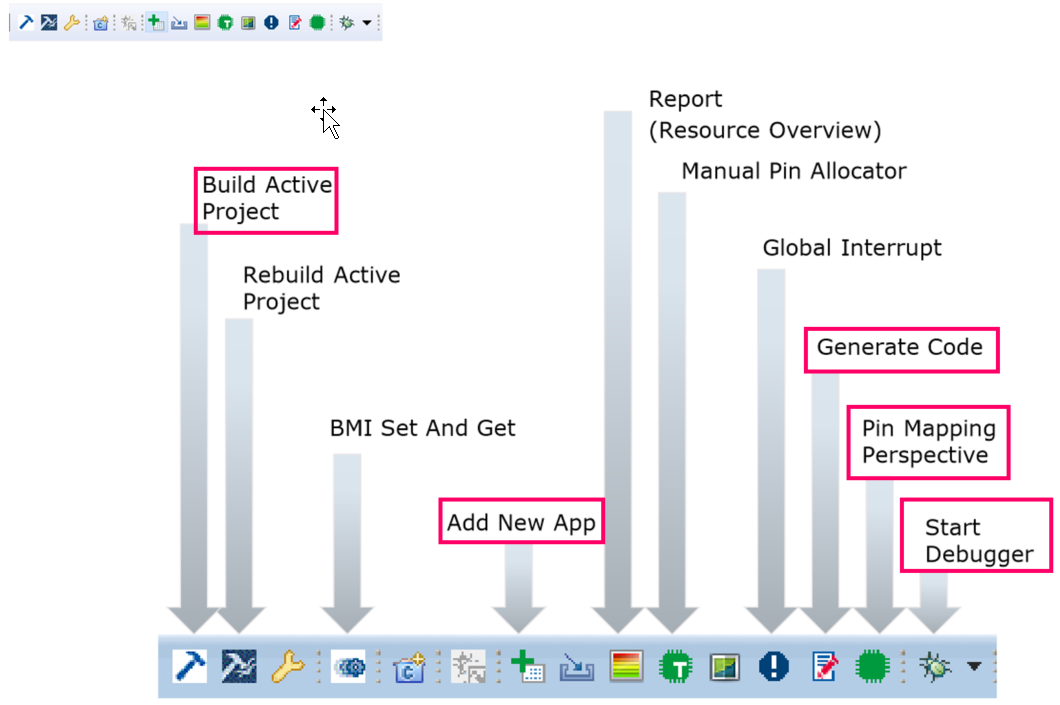 Report
(Resource Overview)
Manual Pin Allocator
Build Active
Project
Global Interrupt
Rebuild Active
Project
Generate Code
BMI Set And Get
Pin Mapping
Perspective
Add New App
Start
Debugger
C
T